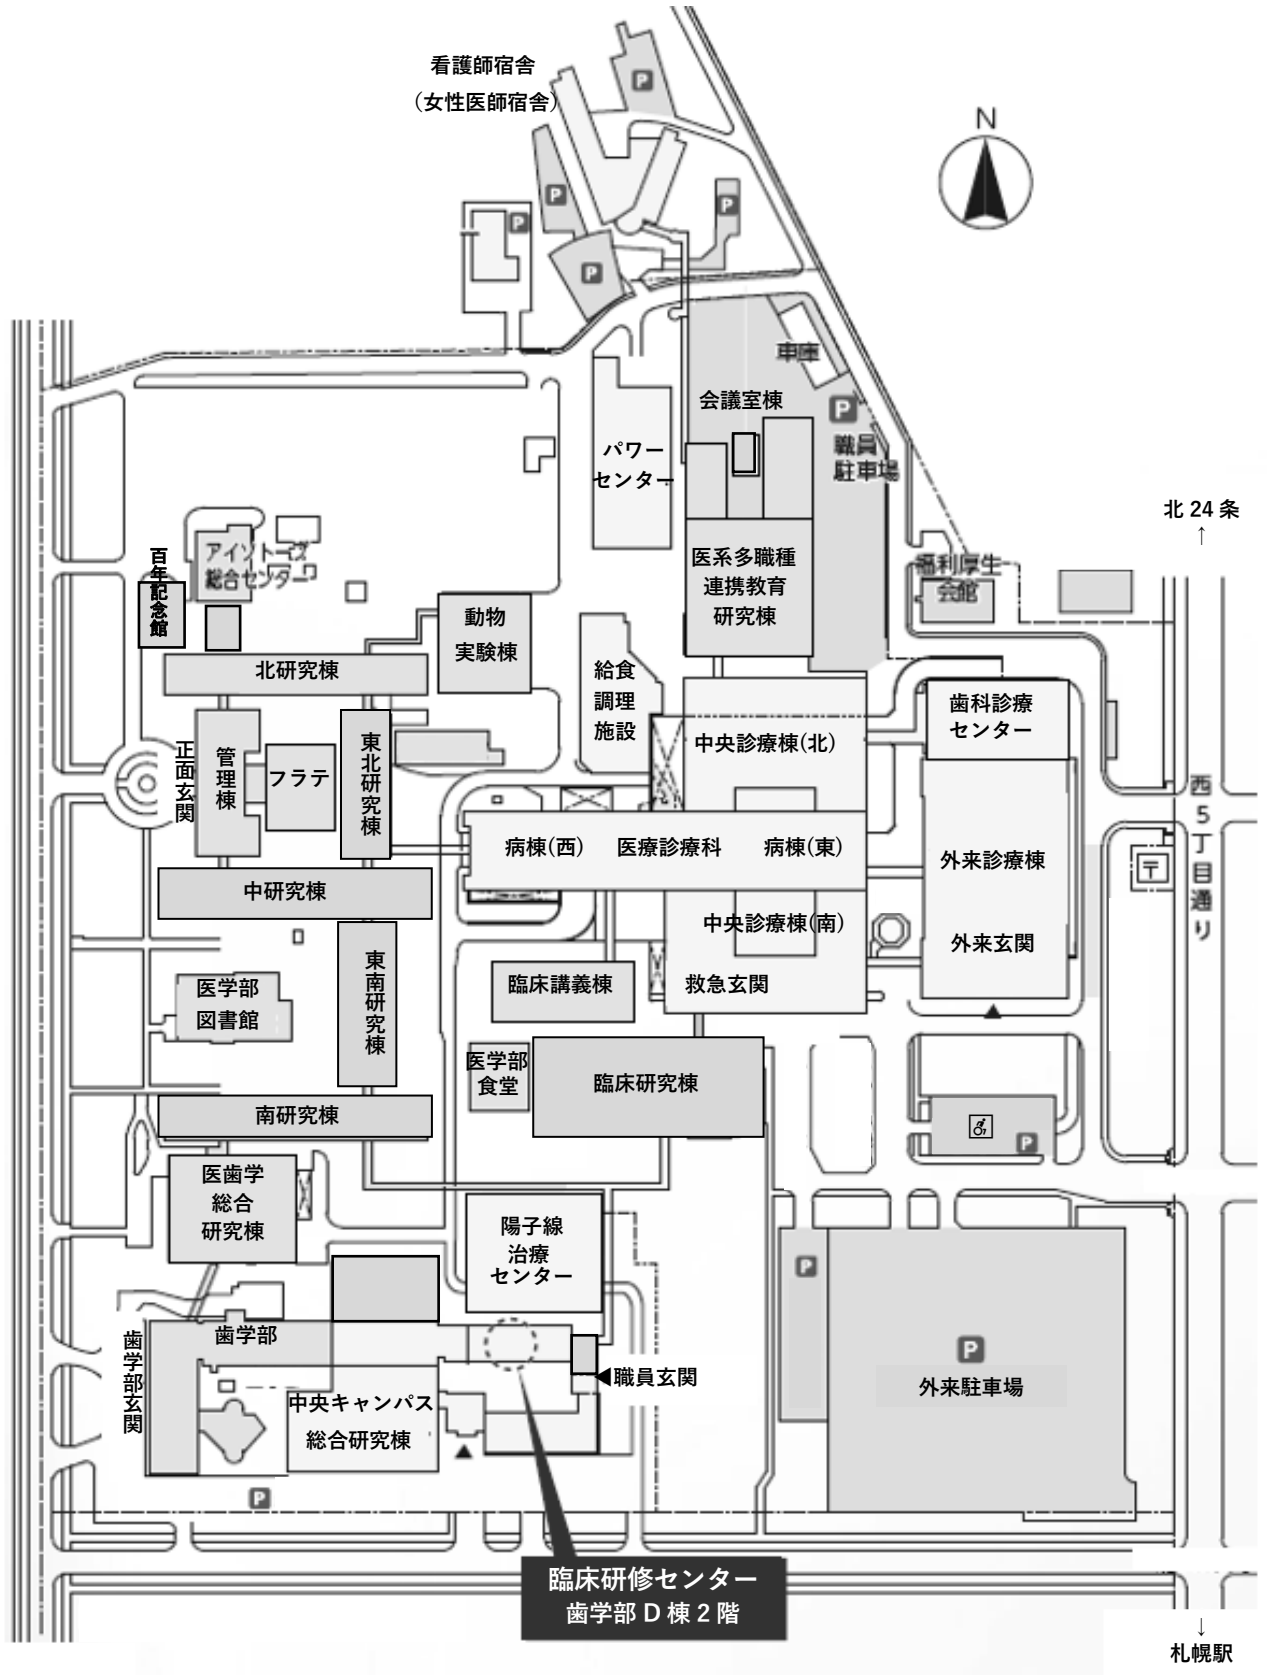 看護師宿舎
（女性医師宿舎）
P
N
P
P
P
P
車庫
会議室棟
P
職員
駐車場
パワー
センター
北 24 条
↑
アイソトープ
総合センター
百年記念館
医系多職種
連携教育
研究棟
福利厚生
会館
動物
実験棟
北研究棟
給食
調理
施設
歯科診療
センター
中央診療棟(北)
正面玄関
管理棟
フラテ
東北研究棟
西5丁目通り
病棟(西)
医療診療科
病棟(東)
外来診療棟
〒
中研究棟
中央診療棟(南)
外来玄関
東南研究棟
医学部
図書館
臨床講義棟
救急玄関
▲
医学部
食堂
臨床研究棟
南研究棟
P
医歯学
総合
研究棟
陽子線
治療
センター
P
歯学部
歯学部玄関
P
外来駐車場
◀職員玄関
中央キャンパス
総合研究棟
▲
P
臨床研修センター
歯学部 D 棟 2 階
↓
札幌駅